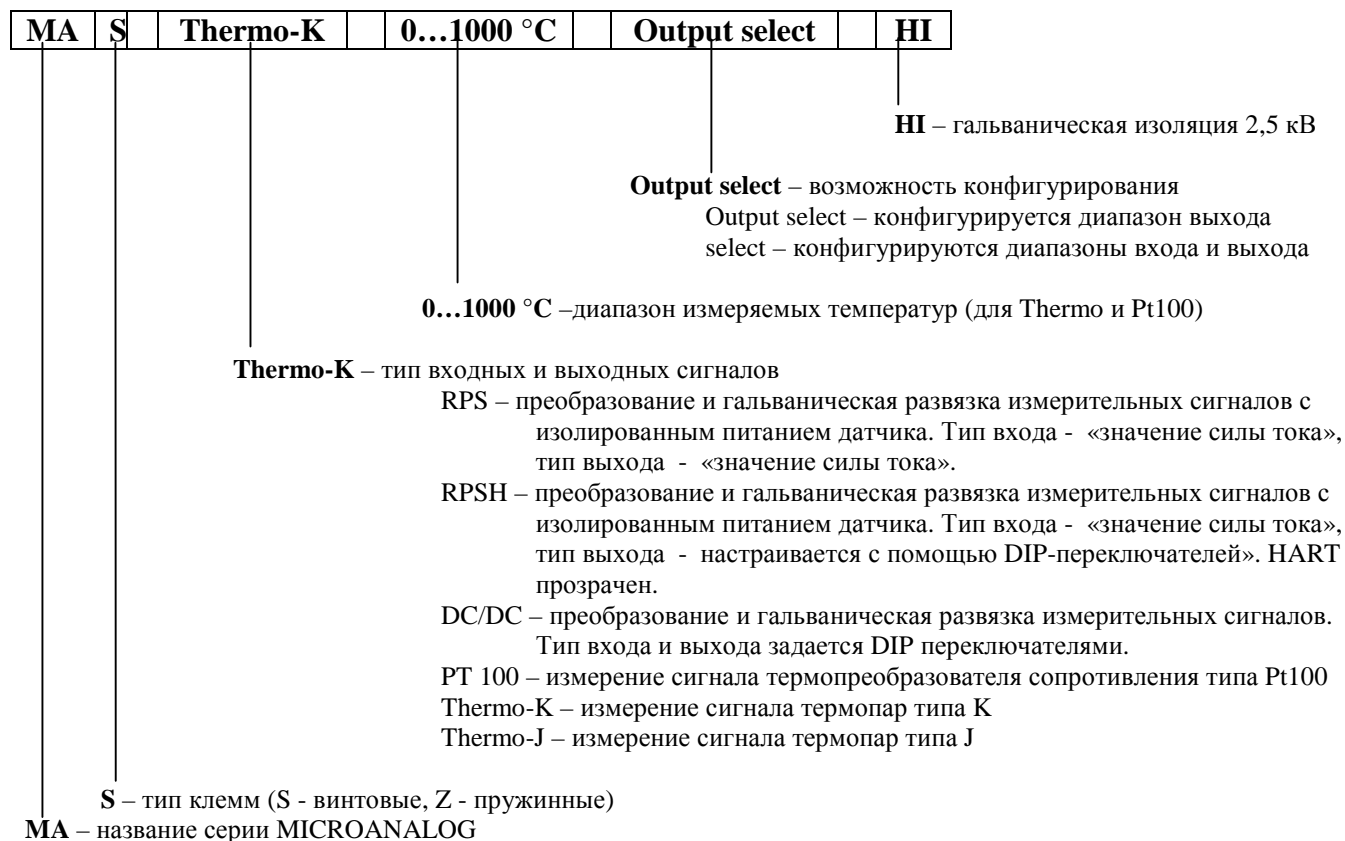 MA S Thermo-K 0…1000 °C Output select HI
HI – гальваническая изоляция 2,5 кВ
Output select – возможность конфигурирования
Output select – конфигурируется диапазон выхода
select – конфигурируются диапазоны входа и выхода
0…1000 °C –диапазон измеряемых температур (для Thermo и Pt100)
Thermo-K – тип входных и выходных сигналов
RPS – преобразование и гальваническая развязка измерительных сигналов с
изолированным питанием датчика. Тип входа - «значение силы тока»,
тип выхода - «значение силы тока».
RPSH – преобразование и гальваническая развязка измерительных сигналов с
изолированным питанием датчика. Тип входа - «значение силы тока»,
тип выхода - настраивается с помощью DIP-переключателей». HART
прозрачен.
DC/DC – преобразование и гальваническая развязка измерительных сигналов.
Тип входа и выхода задается DIP переключателями.
PT 100 – измерение сигнала термопреобразователя сопротивления типа Pt100
Thermo-K – измерение сигнала термопар типа K
Thermo-J – измерение сигнала термопар типа J
S – тип клемм (S - винтовые, Z - пружинные)
MA – название серии MICROANALOG